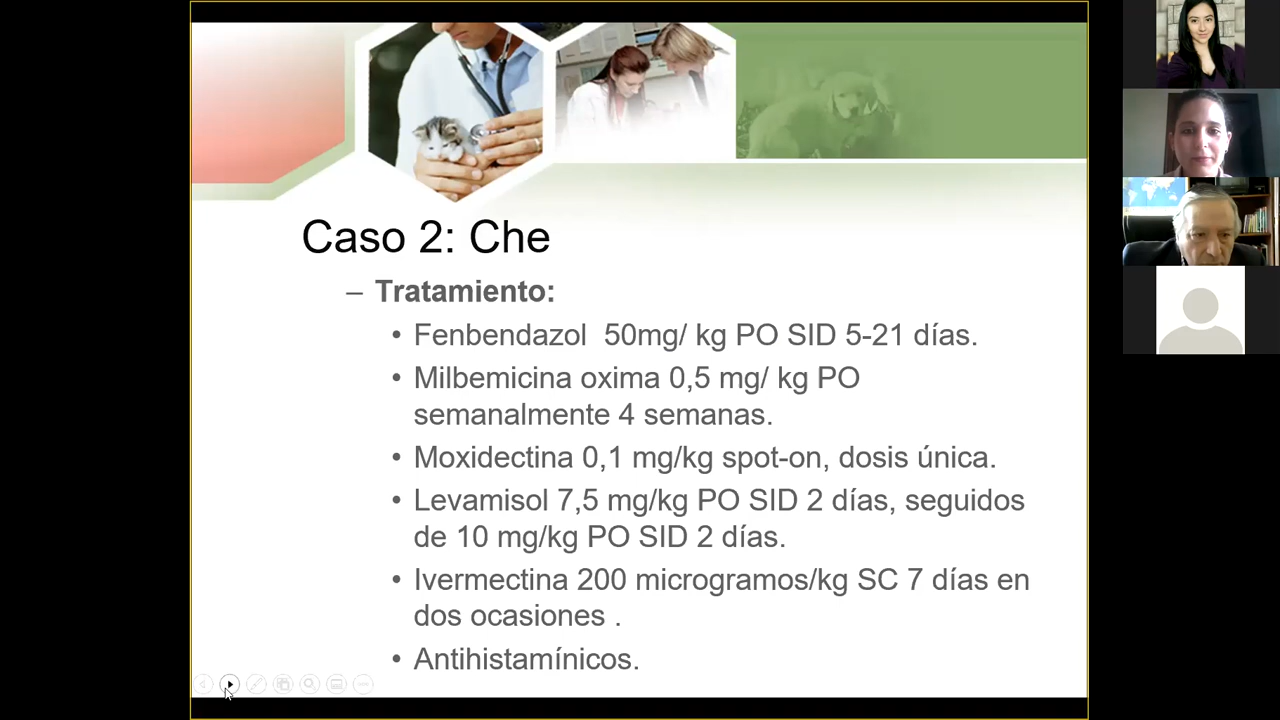 Caso 2: Che
– Tratamiento:
• Fenbendazol 50mg/ kg PO SID 5-21 días.
• Milbemicina oxima 0,5 mg/ kg PO
semanalmente 4 semanas.
• Moxidectina 0,1 mg/kg spot-on, dosis única.
• Levamisol 7,5 mg/kg PO SID 2 días, seguidos
de 10 mg/kg PO SID 2 días.
• Ivermectina 200 microgramos/kg SC 7 días en
dos ocasiones .
• Antihistamínicos.